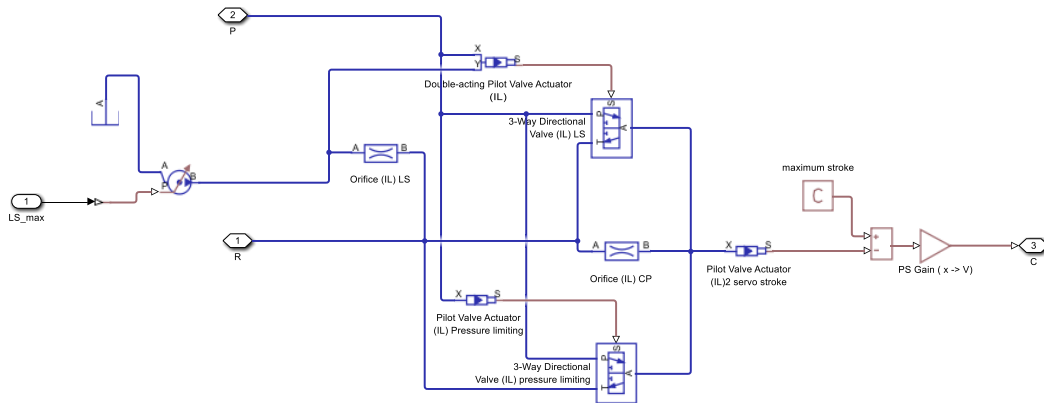 2
P
X
Y
S
Double-acting Pilot Valve Actuator
(IL)
A
S
P
3-Way Directional
Valve (IL) LS
A
T
A
B
Orifice (IL) LS
A
P
B
maximum stroke
C
1
LS_max
1
R
A
B
Orifice (IL) CP
X
S
Pilot Valve Actuator
(IL)2 servo stroke
+
-
PS Gain ( x -> V)
3
C
X
S
Pilot Valve Actuator
(IL) Pressure limiting
S
P
3-Way Directional
Valve (IL) pressure limiting
A
T